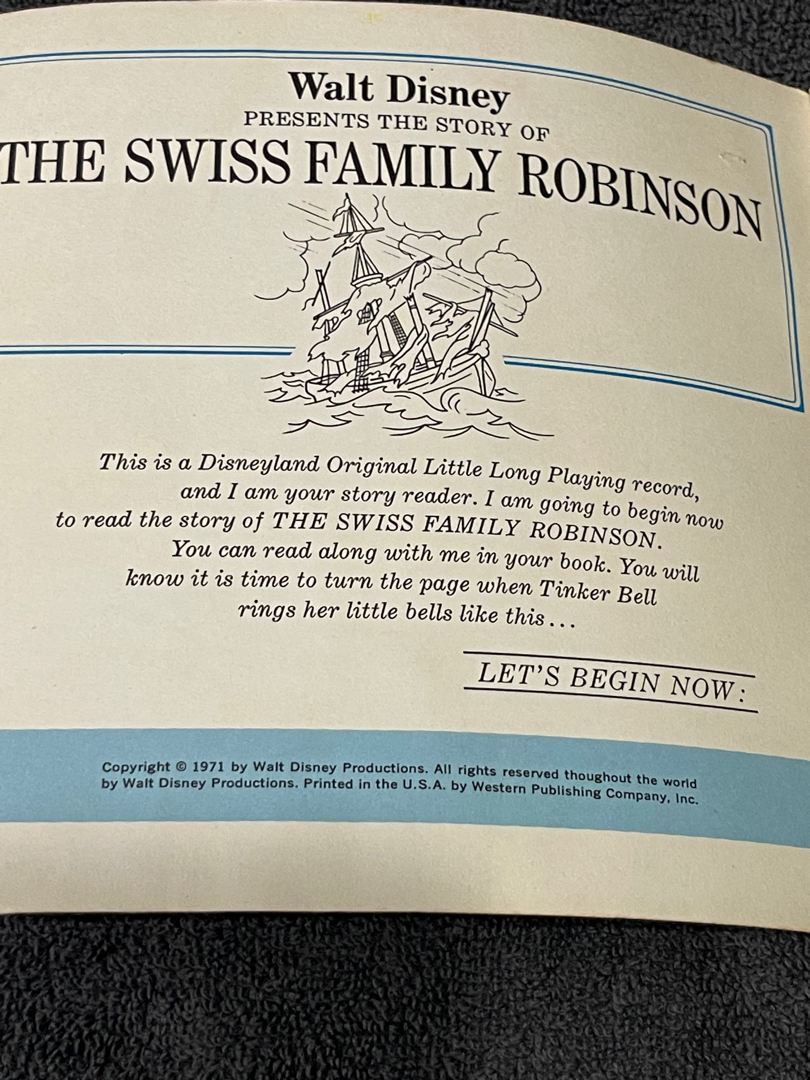 Walt Disney
PRESENTS THE STORY OF
THE SWISS FAMILY ROBINSON
This is a Disneyland Original Little Long Playing record,
and I am your story reader. I am going to begin now
to read the story of THE SWISS FAMILY ROBINSON.
You can read along with me in your book. You will
know it is time to turn the page when Tinker Bell
rings her little bells like this...
LET'S BEGIN NOW:
Copyright © 1971 by Walt Disney Productions. All rights reserved thoughout the world
by Walt Disney Productions. Printed in the U.S.A. by Western Publishing Company, Inc.